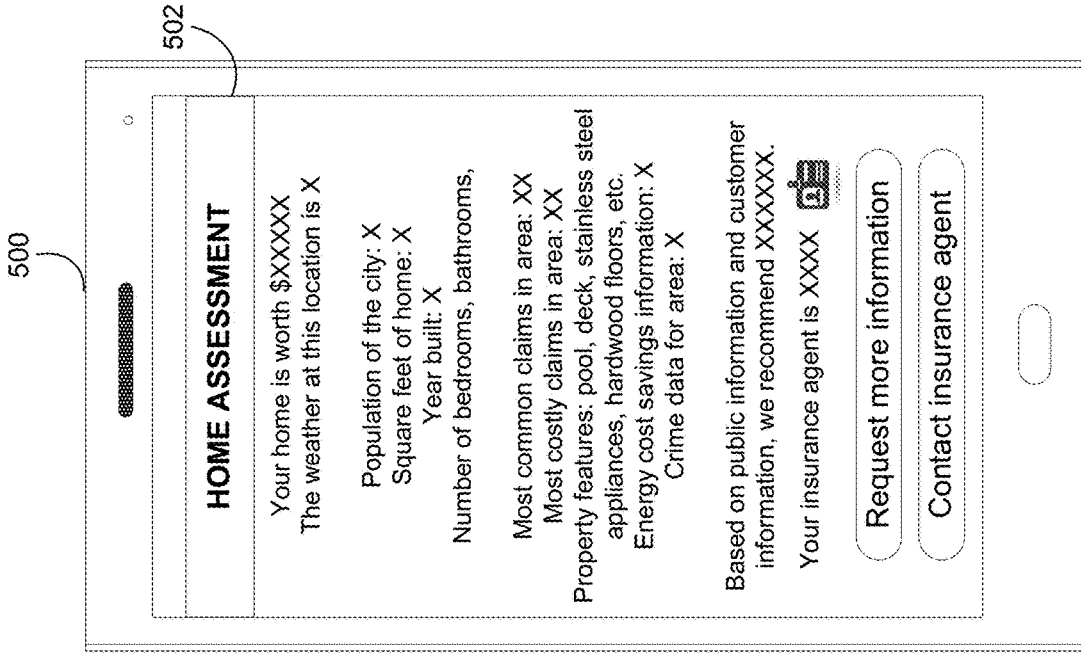 500
502
HOME ASSESSMENT
Your home is worth $XXXXX
The weather at this location is X
Population of the city: X
Square feet of home: X
Year built: X
Number of bedrooms, bathrooms,
Most common claims in area: XX
Most costly claims in area: XX
Property features: pool, deck, stainless steel
appliances, hardwood floors, etc.
Energy cost savings information: X
Crime data for area: X
Based on public information and customer
information, we recommend XXXXXX.
Your insurance agent is XXXX
Request more information
Contact insurance agent